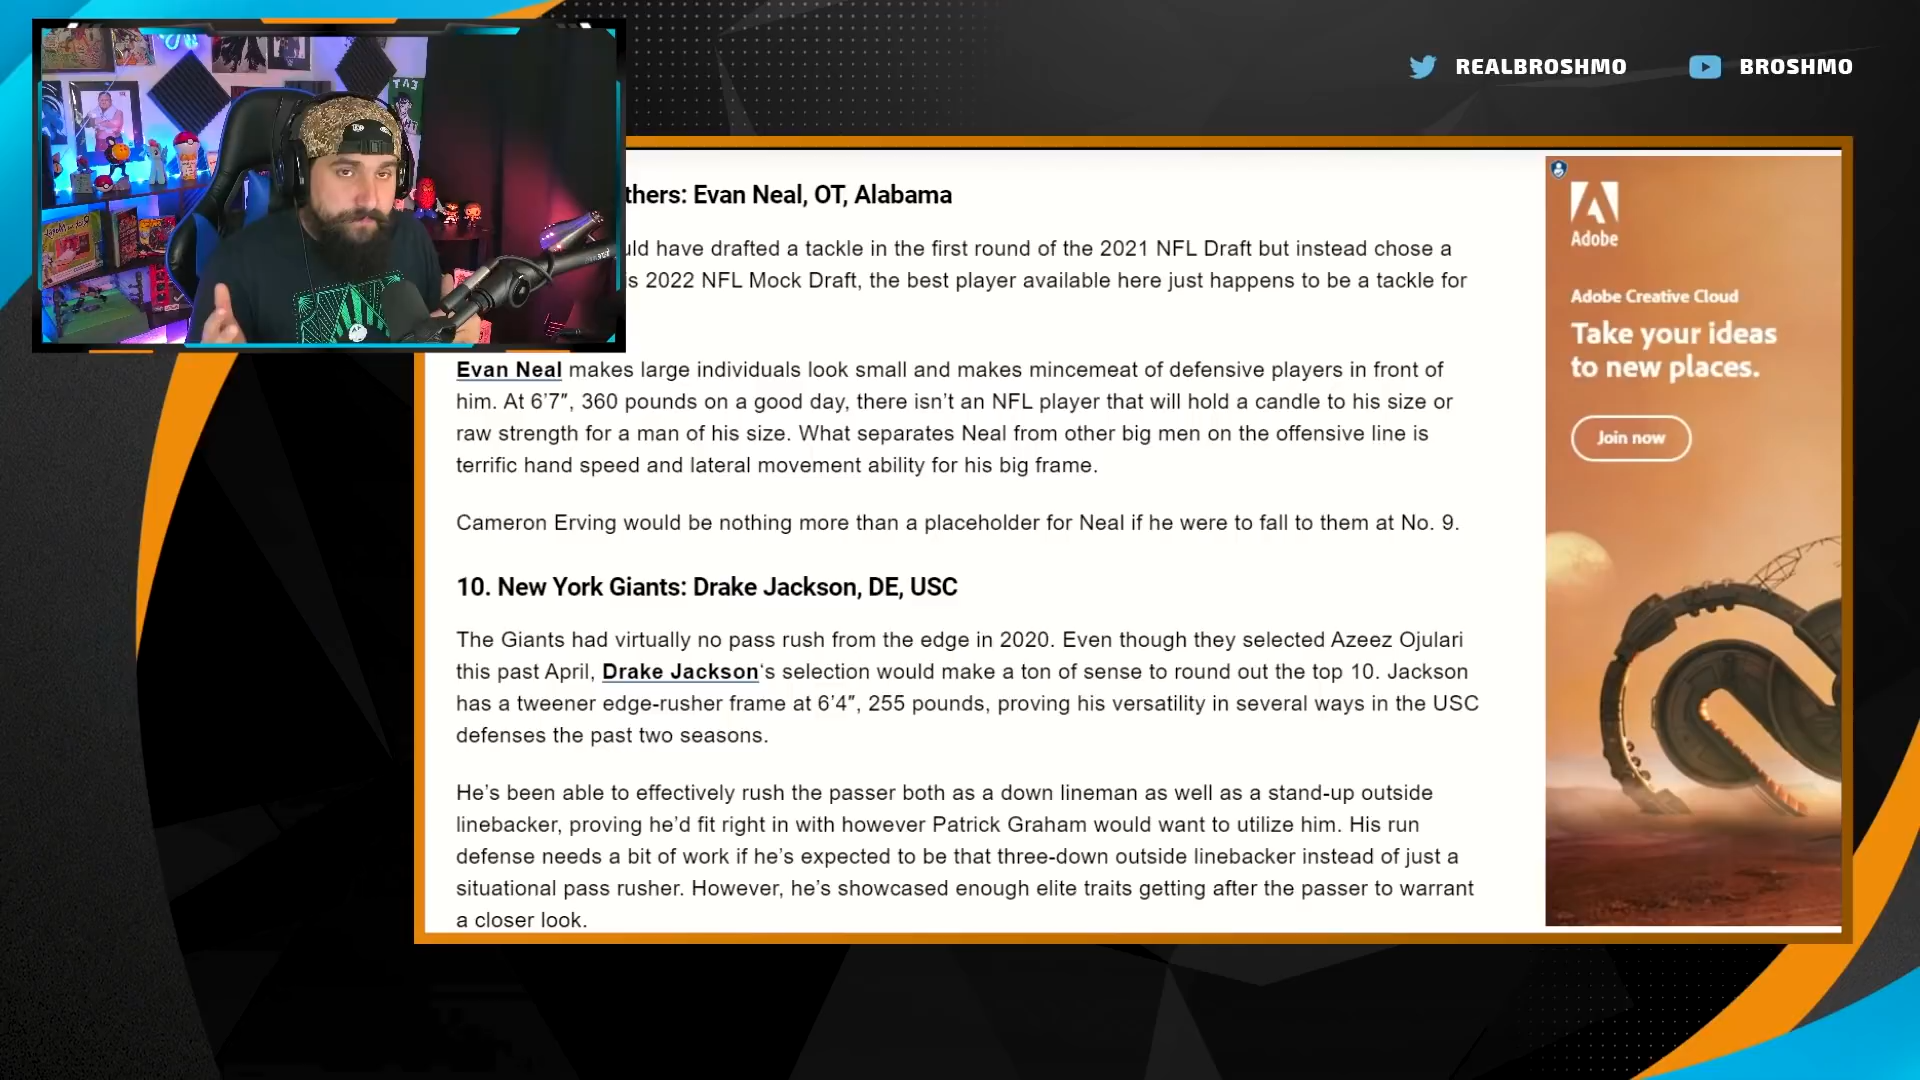 REALBROSHMO
BROSHMO
thers: Evan Neal, OT, Alabama
uld have drafted a tackle in the first round of the 2021 NFL Draft but instead chose a
s 2022 NFL Mock Draft, the best player available here just happens to be a tackle for
Evan Neal makes large individuals look small and makes mincemeat of defensive players in front of
him. At 6’7″, 360 pounds on a good day, there isn’t an NFL player that will hold a candle to his size or
raw strength for a man of his size. What separates Neal from other big men on the offensive line is
terrific hand speed and lateral movement ability for his big frame.
Cameron Erving would be nothing more than a placeholder for Neal if he were to fall to them at No. 9.
10. New York Giants: Drake Jackson, DE, USC
The Giants had virtually no pass rush from the edge in 2020. Even though they selected Azeez Ojulari
this past April, Drake Jackson‘s selection would make a ton of sense to round out the top 10. Jackson
has a tweener edge-rusher frame at 6’4″, 255 pounds, proving his versatility in several ways in the USC
defenses the past two seasons.
He’s been able to effectively rush the passer both as a down lineman as well as a stand-up outside
linebacker, proving he’d fit right in with however Patrick Graham would want to utilize him. His run
defense needs a bit of work if he’s expected to be that three-down outside linebacker instead of just a
situational pass rusher. However, he’s showcased enough elite traits getting after the passer to warrant
a closer look.
Adobe
Adobe Creative Cloud
Take your ideas
to new places.
Join now